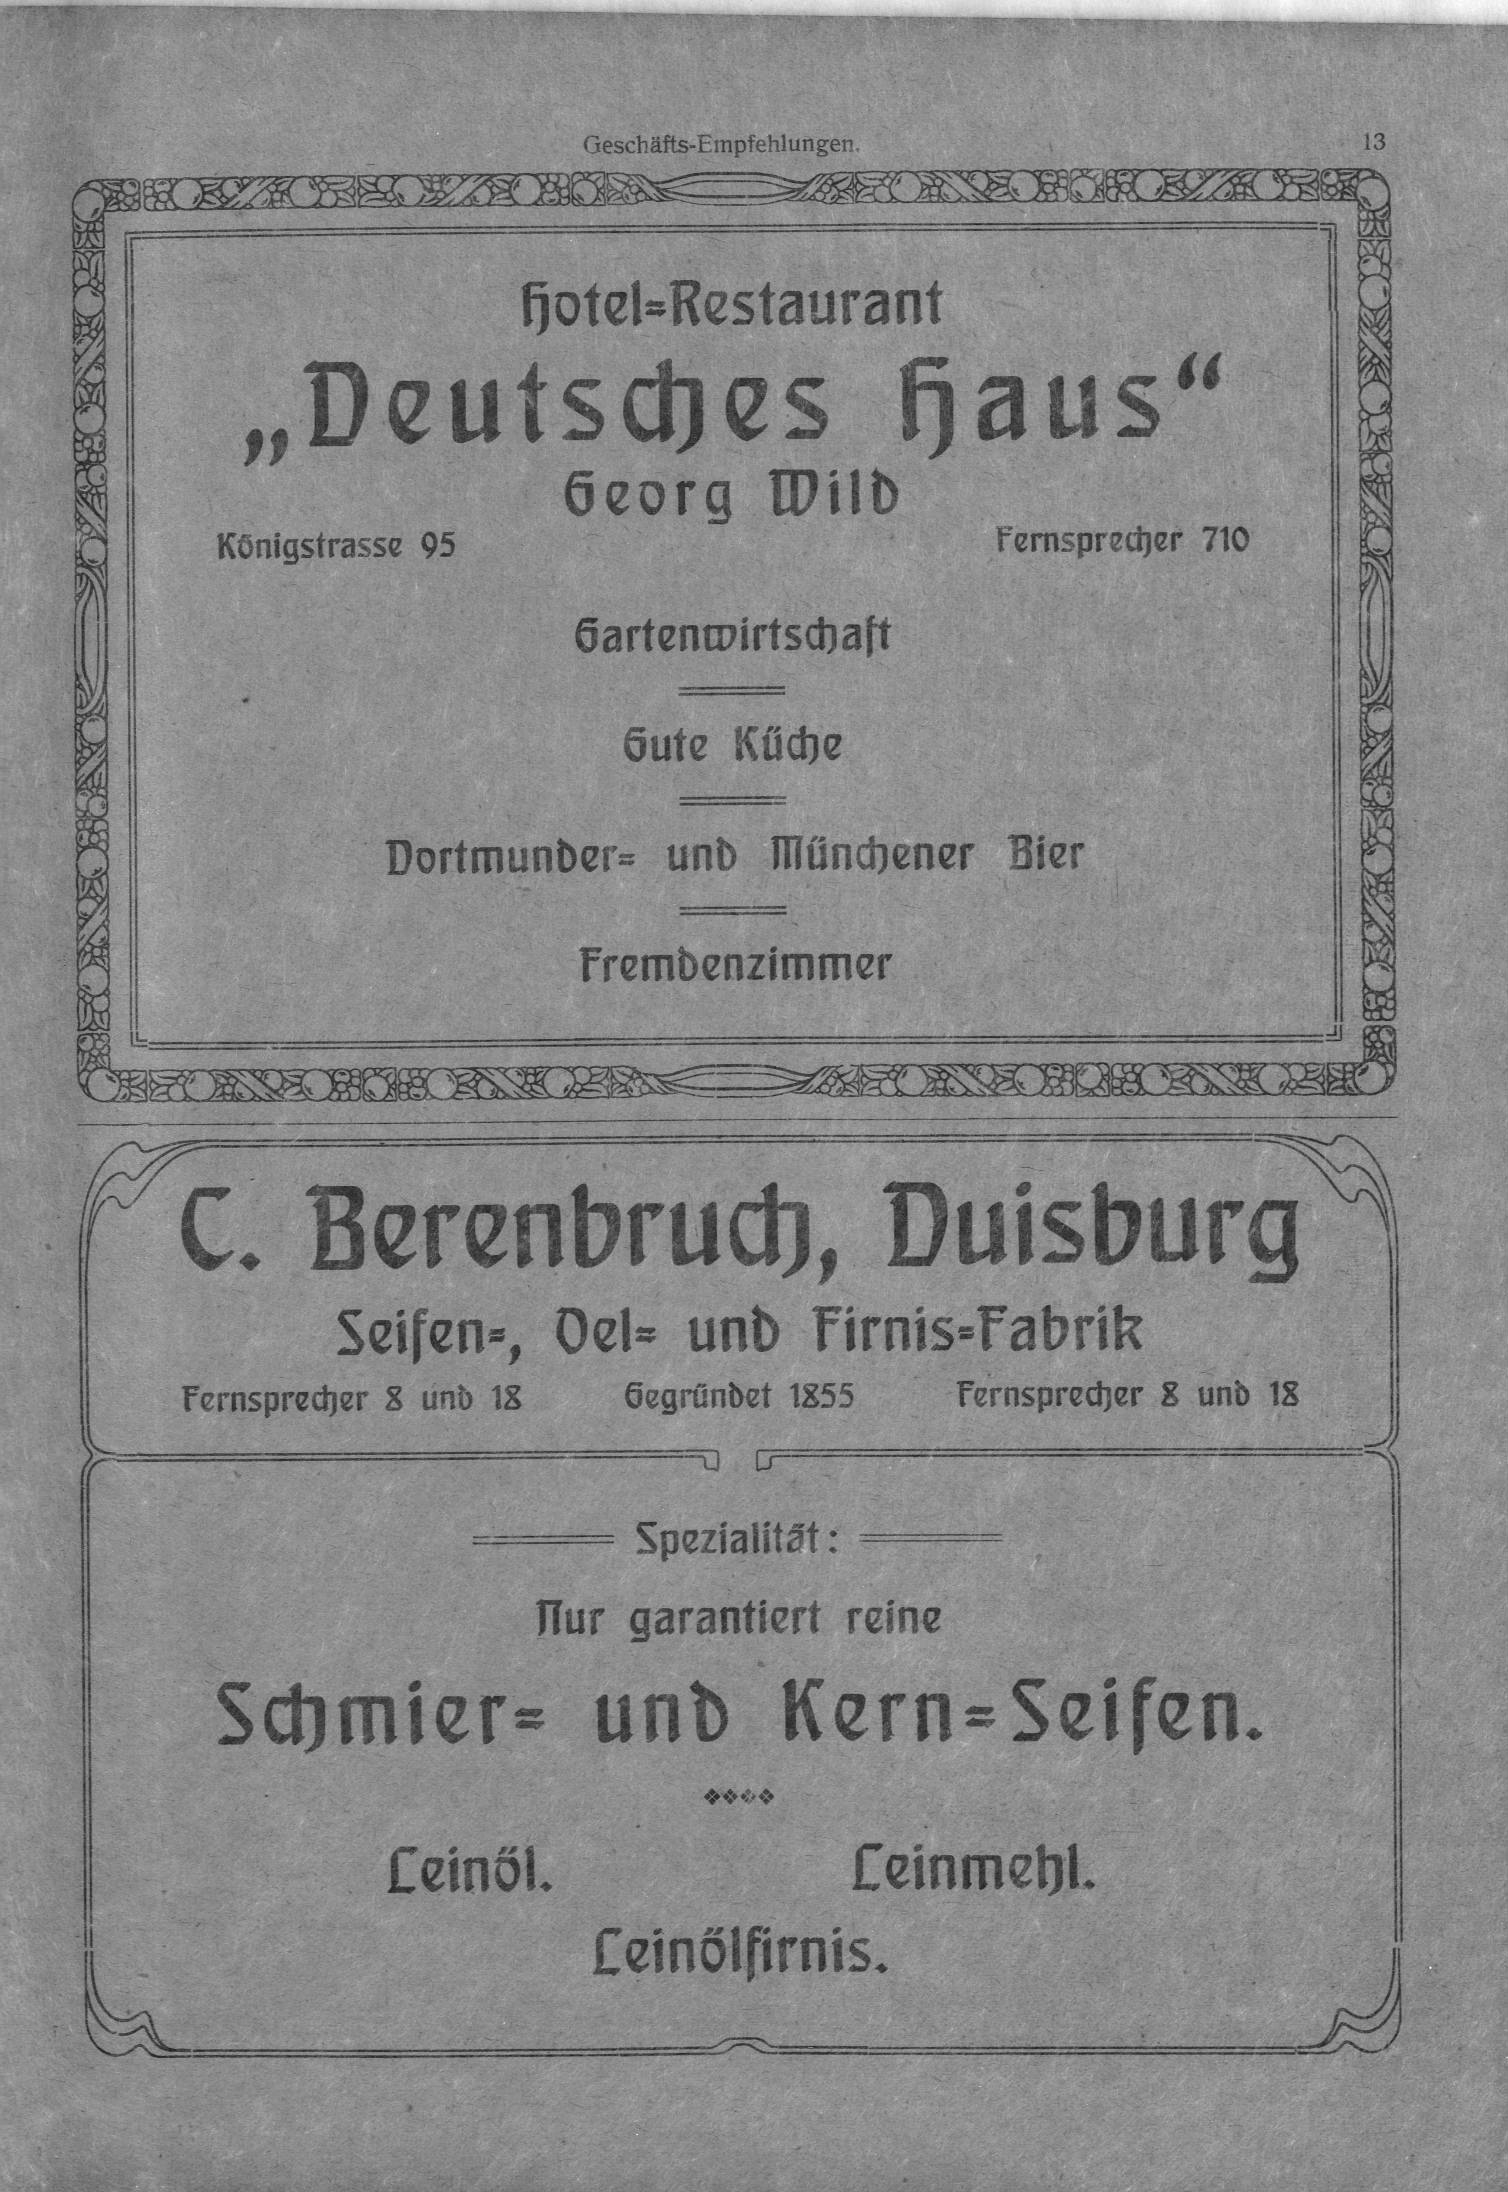 Geschäfts-Empfehlungen. 13
Hotel=Restaurant
„Deutsches Haus“
Georg Wild
Königstrasse 95 Fernsprecher 710
Gartenwirtschaft
Gute Küche
Dortmunder= und Münchener Bier
Fremdenzimmer
C. Berenbruch, Duisburg
Seifen=, Oel= und Firnis=Fabrik
Fernsprecher 8 und 18 Gegründet 1855 Fernsprecher 8 und 18
Spezialität:
Nur garantiert reine
Schmier= und Kern=Seifen.
Leinöl. Leinmehl.
Leinölfirnis.